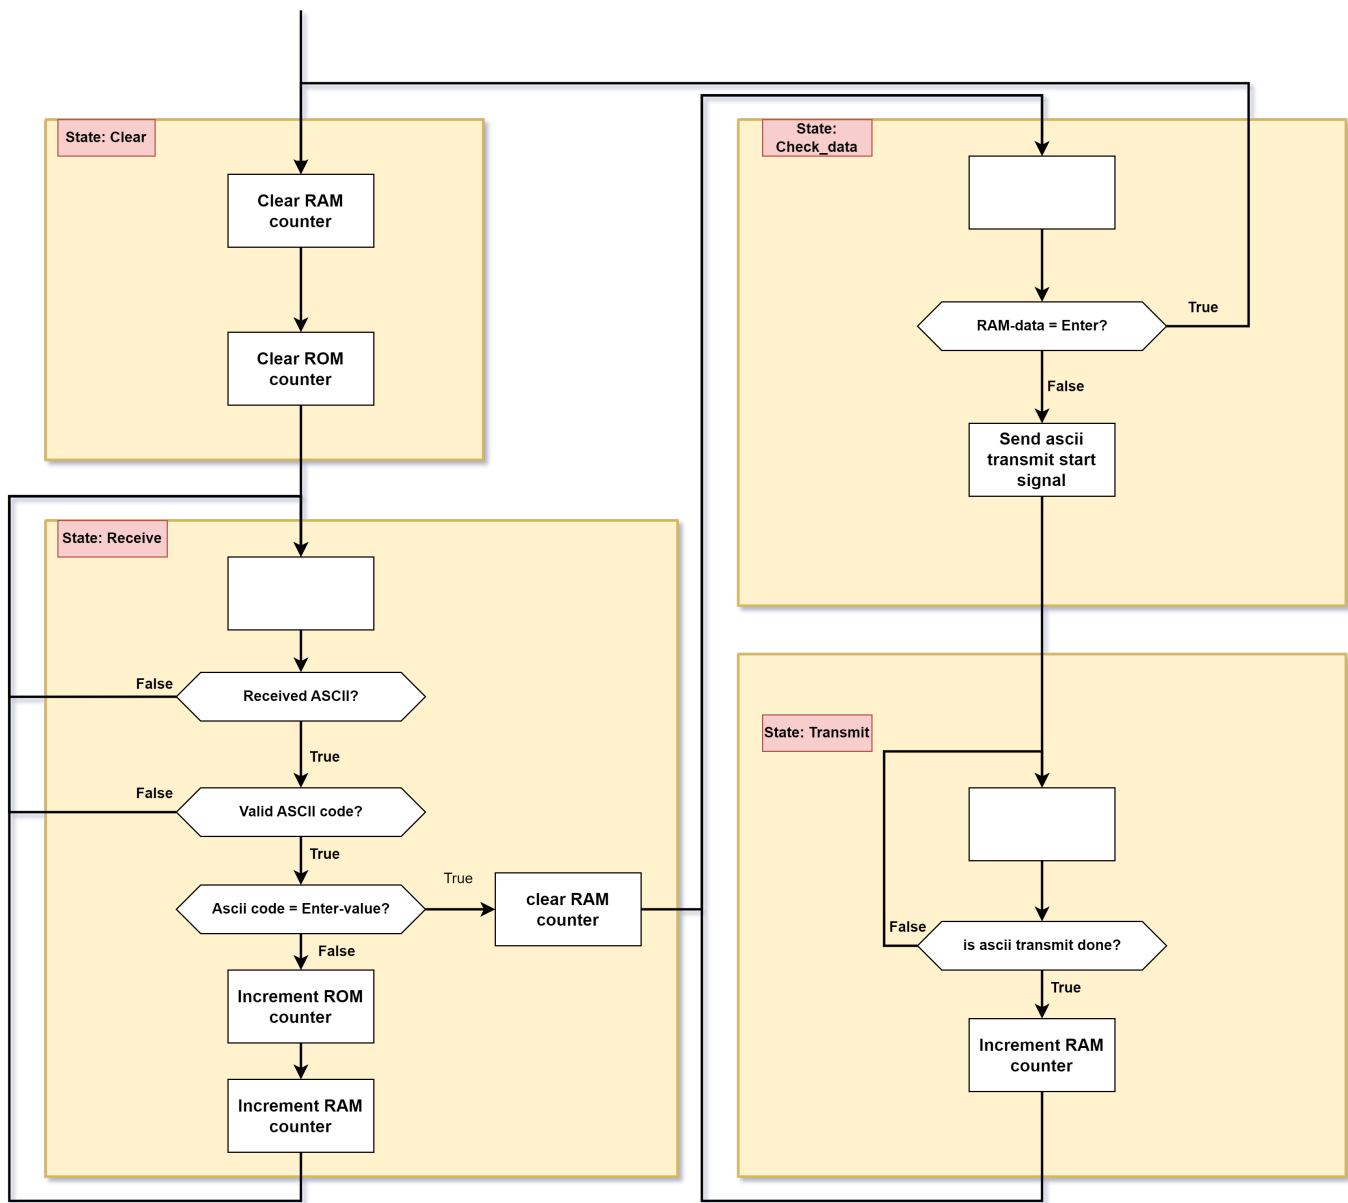 State: Clear
Clear RAM
counter
Clear ROM
counter
State: Receive
Received ASCII?
False
True
Valid ASCII code?
False
True
Ascii code = Enter-value?
True
clear RAM
counter
False
Increment ROM
counter
Increment RAM
counter
State:
Check_data
RAM-data = Enter?
True
False
Send ascii
transmit start
signal
State: Transmit
is ascii transmit done?
False
True
Increment RAM
counter